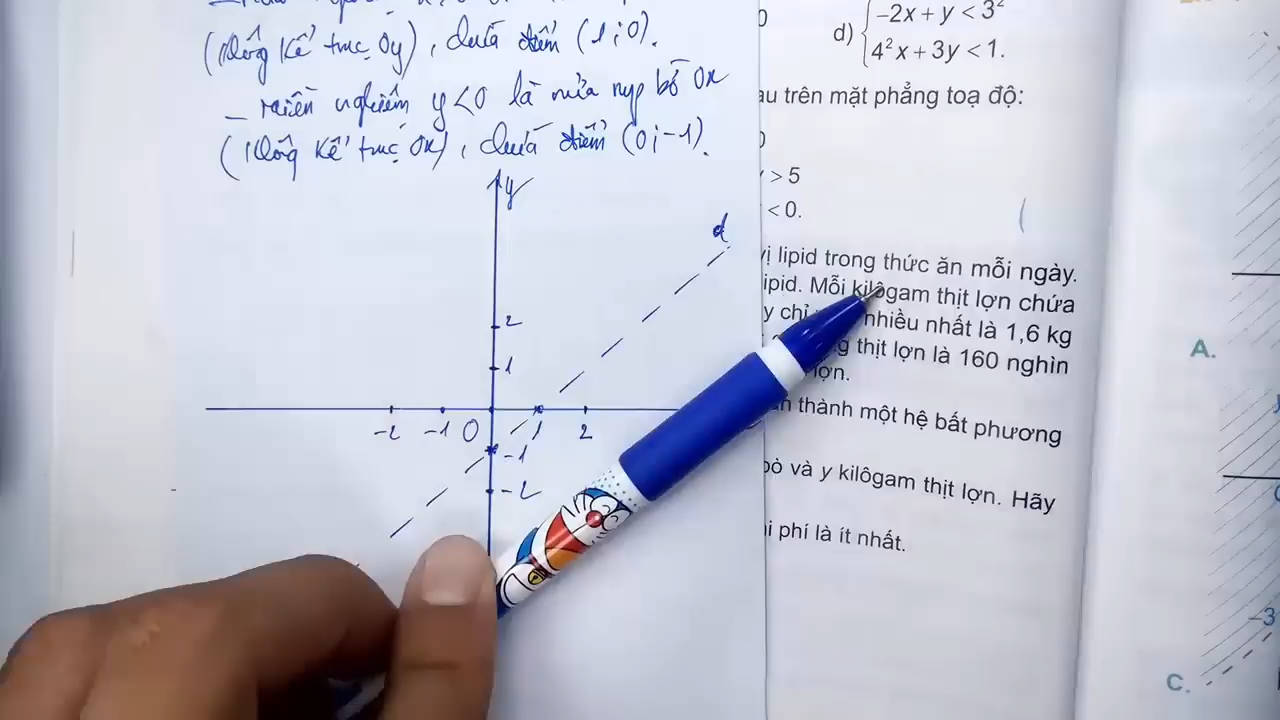 (không kể trục Oy), chứa điểm (1;0).
– miền nghiệm y<0 là nửa mp bờ Ox
(không kể trục Ox), chứa điểm (0;-1).
y
d
2
1
-2 -1 O 1 2
-1
-2
d) { -2x + y < 3²
4²x + 3y < 1.
au trên mặt phẳng toạ độ:
> 5
< 0.
lipid trong thức ăn mỗi ngày.
ipid. Mỗi kilôgam thịt lợn chứa
y chỉ nhiều nhất là 1,6 kg
thịt lợn là 160 nghìn
lợn.
thành một hệ bất phương
bò và y kilôgam thịt lợn. Hãy
phí là ít nhất.
A.
-3
C.